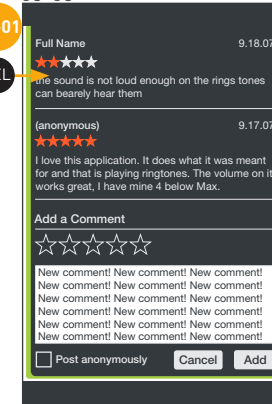 01
Full Name 9.18.07
the sound is not loud enough on the rings tones
can bearely hear them
(anonymous) 9.17.07
I love this application. It does what it was meant
for and that is playing ringtones. The volume on it
works great, I have mine 4 below Max.
Add a Comment
New comment! New comment! New comment!
New comment! New comment! New comment!
New comment! New comment! New comment!
New comment! New comment! New comment!
New comment! New comment! New comment!
New comment! New comment! New comment!
Post anonymously Cancel Add